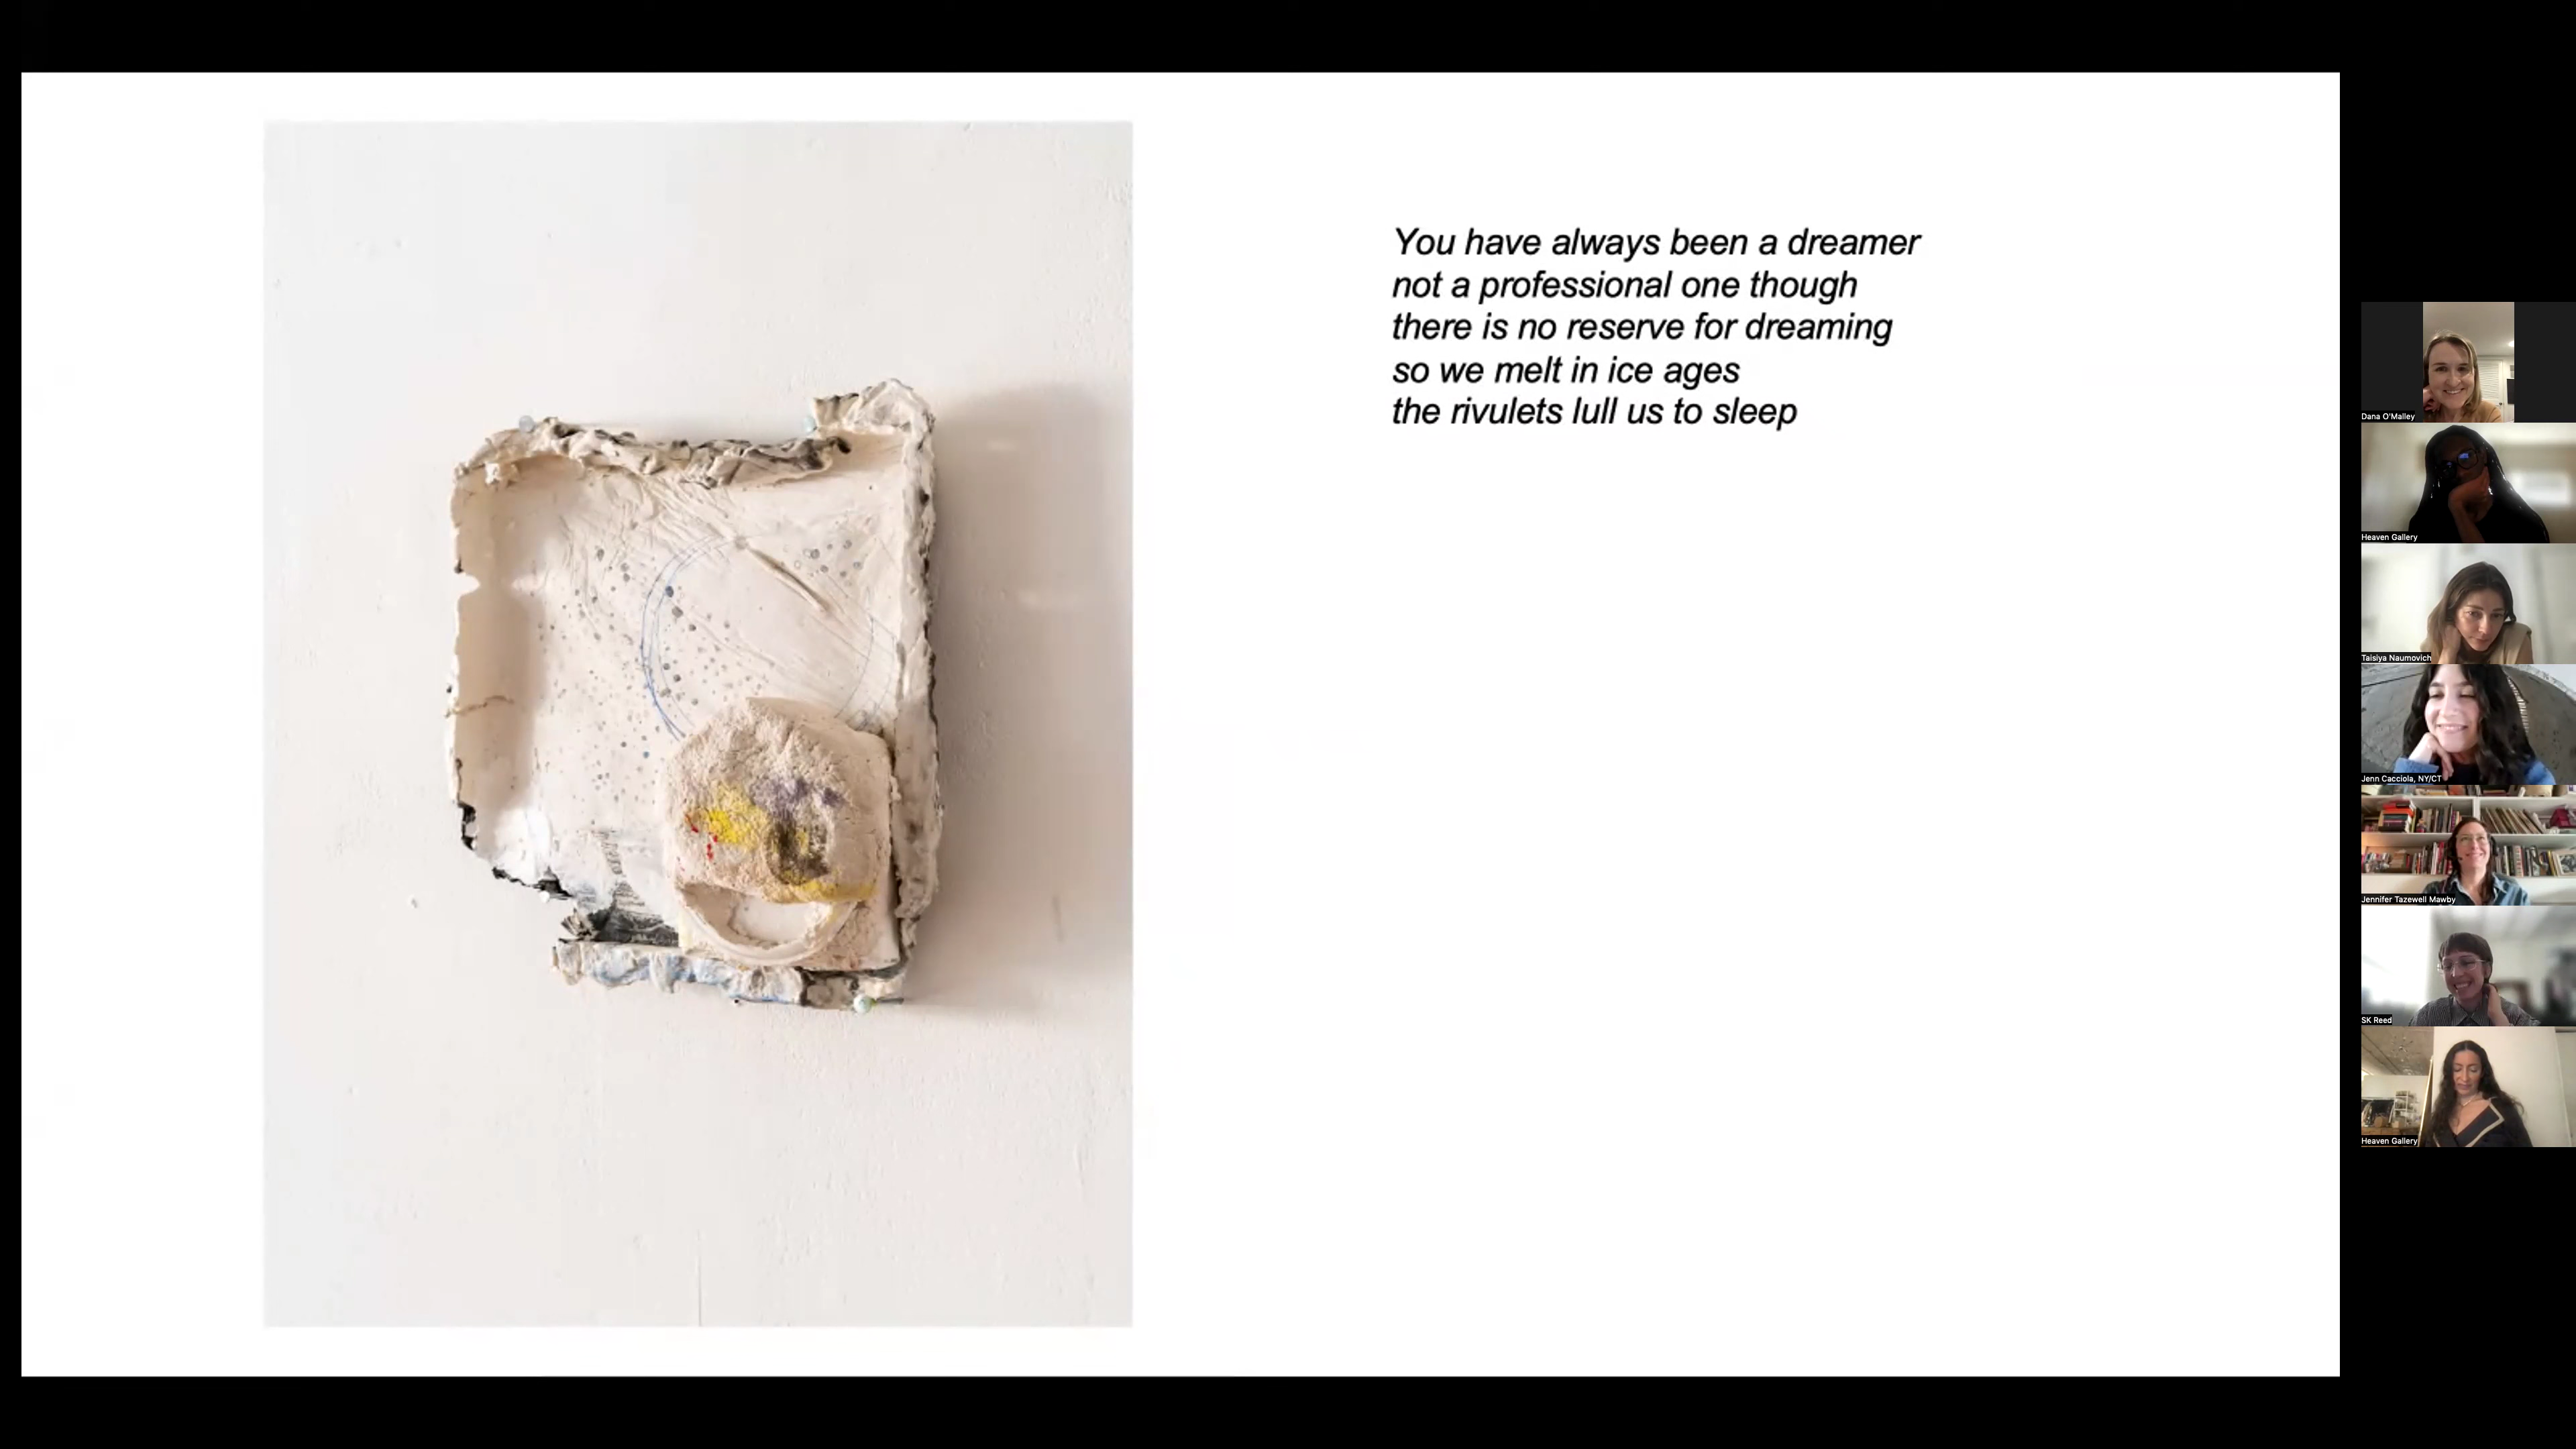 You have always been a dreamer
not a professional one though
there is no reserve for dreaming
so we melt in ice ages
the rivulets lull us to sleep
Dana O'Malley
Heaven Gallery
Taisiya Naumovich
Jenn Cacciola, NY/CT
Jennifer Tazewell Mawby
SK Reed
Heaven Gallery